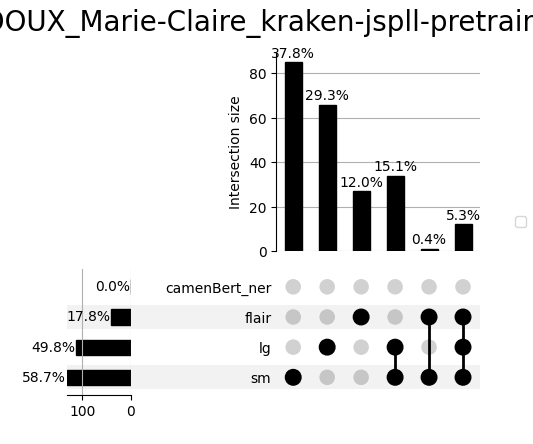 OUX_Marie-Claire_kraken-jspll-pretrain
37.8%
29.3%
12.0%
15.1%
0.4%
5.3%
Intersection size
80
60
40
20
0
0.0% camenBert_ner
17.8% flair
49.8% lg
58.7% sm
100 0